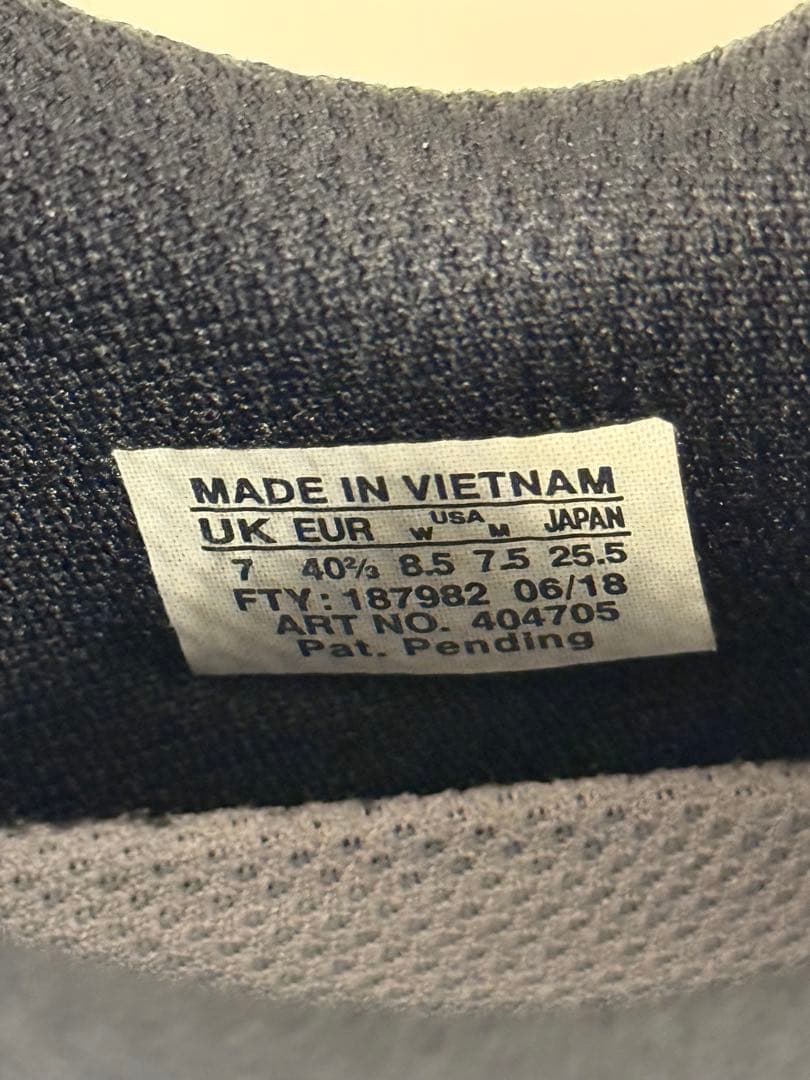 MADE IN VIETNAM
UK EUR W USA M JAPAN
7 40⅔ 8.5 7.5 25.5
FTY: 187982 06/18
ART NO. 404705
Pat. Pending